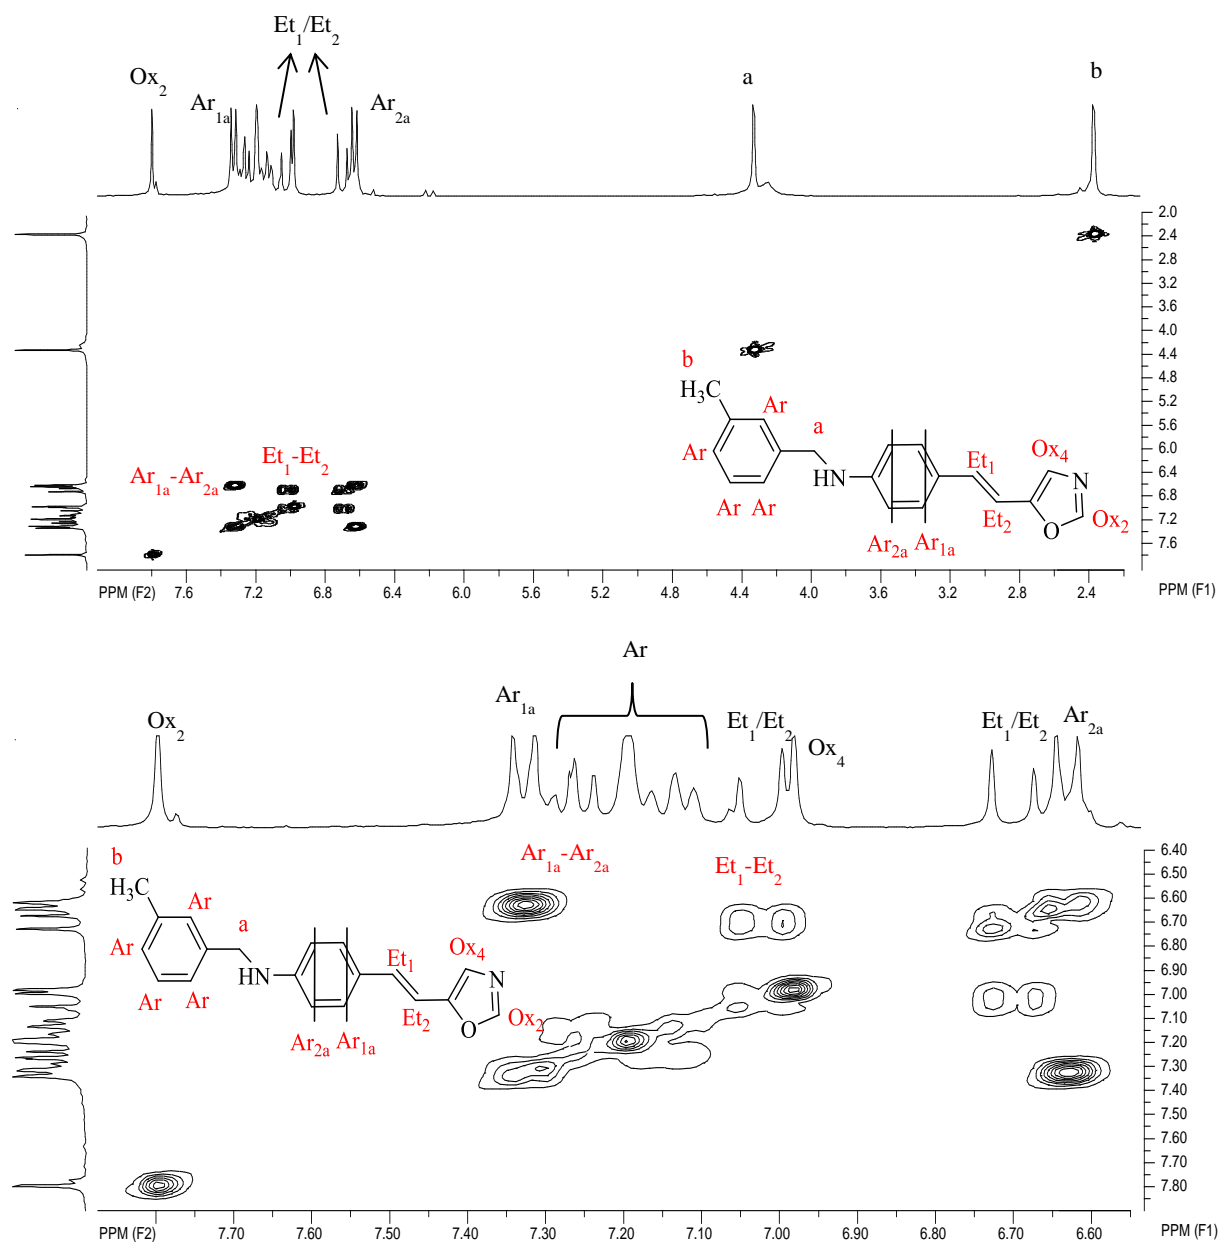 Et1/Et2
Ox2
Ar1a
Ar2a
a
b
2.0
2.4
2.8
3.2
3.6
4.0
4.4
4.8
5.2
5.6
6.0
6.4
6.8
7.2
7.6
b
H3C
Ar
a
Ar
Ar Ar
HN
Ar2a Ar1a
Et1
Et2
Ox4
N
O
Ox2
Ar1a-Ar2a
Et1-Et2
PPM (F2) 7.6 7.2 6.8 6.4 6.0 5.6 5.2 4.8 4.4 4.0 3.6 3.2 2.8 2.4 PPM (F1)
Ar
Ox2
Ar1a
Et1/Et2
Ox4
Et1/Et2
Ar2a
Ar1a-Ar2a
Et1-Et2
6.40
6.50
6.60
6.70
6.80
6.90
7.00
7.10
7.20
7.30
7.40
7.50
7.60
7.70
7.80
b
H3C
Ar
a
Ar
Ar Ar
HN
Ar2a Ar1a
Et1
Et2
Ox4
N
O
Ox2
PPM (F2) 7.70 7.60 7.50 7.40 7.30 7.20 7.10 7.00 6.90 6.80 6.70 6.60 PPM (F1)